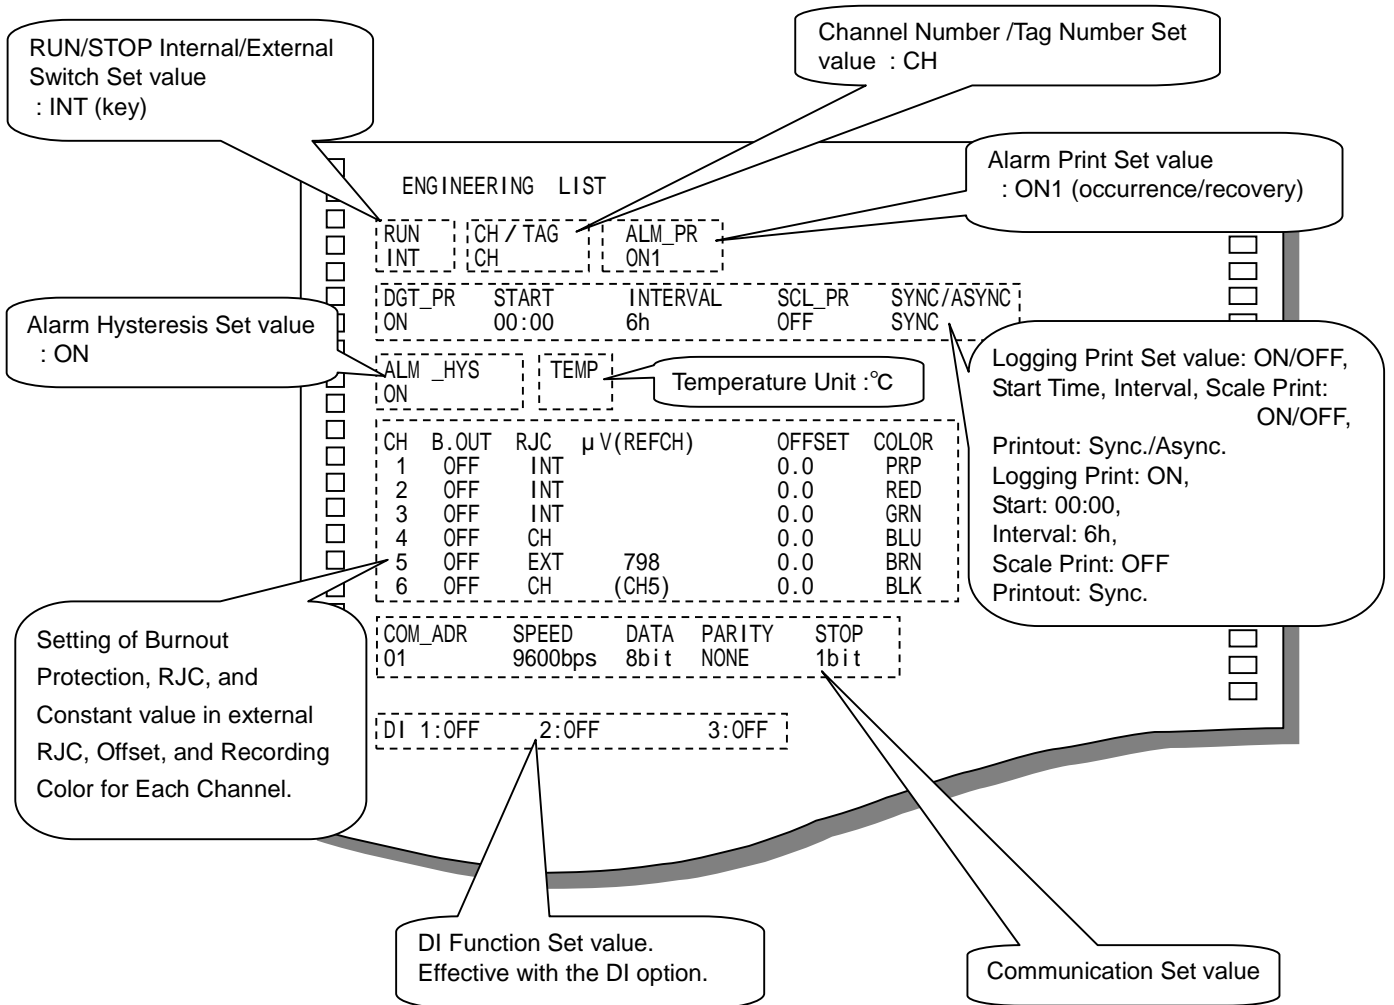 RUN/STOP Internal/External
Switch Set value
: INT (key)
Channel Number /Tag Number Set
value : CH
Alarm Print Set value
: ON1 (occurrence/recovery)
ENGINEERING LIST
RUN CH / TAG ALM_PR
INT CH ON1
DGT_PR START INTERVAL SCL_PR SYNC/ASYNC
ON 00:00 6h OFF SYNC
Alarm Hysteresis Set value
: ON
ALM _HYS TEMP
ON
Temperature Unit :℃
Logging Print Set value: ON/OFF,
Start Time, Interval, Scale Print:
ON/OFF,
Printout: Sync./Async.
Logging Print: ON,
Start: 00:00,
Interval: 6h,
Scale Print: OFF
Printout: Sync.
CH B.OUT RJC μV(REFCH) OFFSET COLOR
1 OFF INT 0.0 PRP
2 OFF INT 0.0 RED
3 OFF INT 0.0 GRN
4 OFF CH 0.0 BLU
5 OFF EXT 798 0.0 BRN
6 OFF CH (CH5) 0.0 BLK
Setting of Burnout
Protection, RJC, and
Constant value in external
RJC, Offset, and Recording
Color for Each Channel.
COM_ADR SPEED DATA PARITY STOP
01 9600bps 8bit NONE 1bit
DI 1:OFF 2:OFF 3:OFF
DI Function Set value.
Effective with the DI option.
Communication Set value